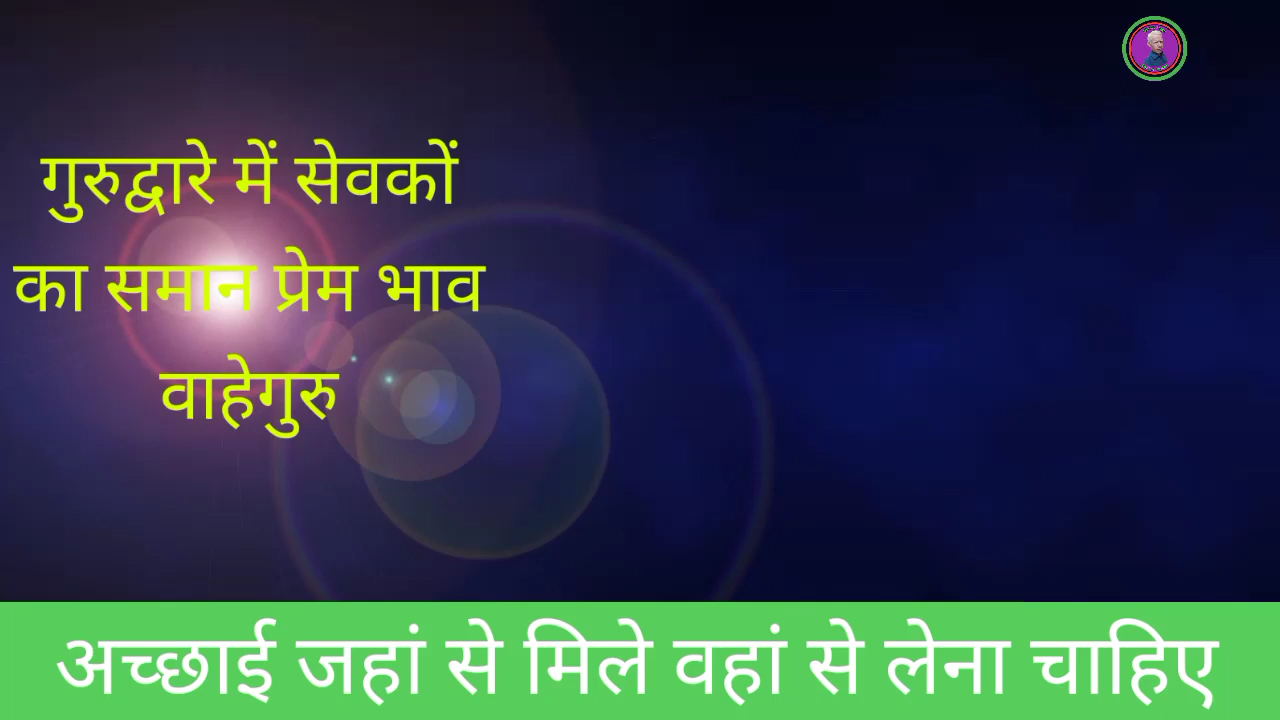 गुरुद्वारे में सेवकों
का समान प्रेम भाव
वाहेगुरु
अच्छाई जहां से मिले वहां से लेना चाहिए